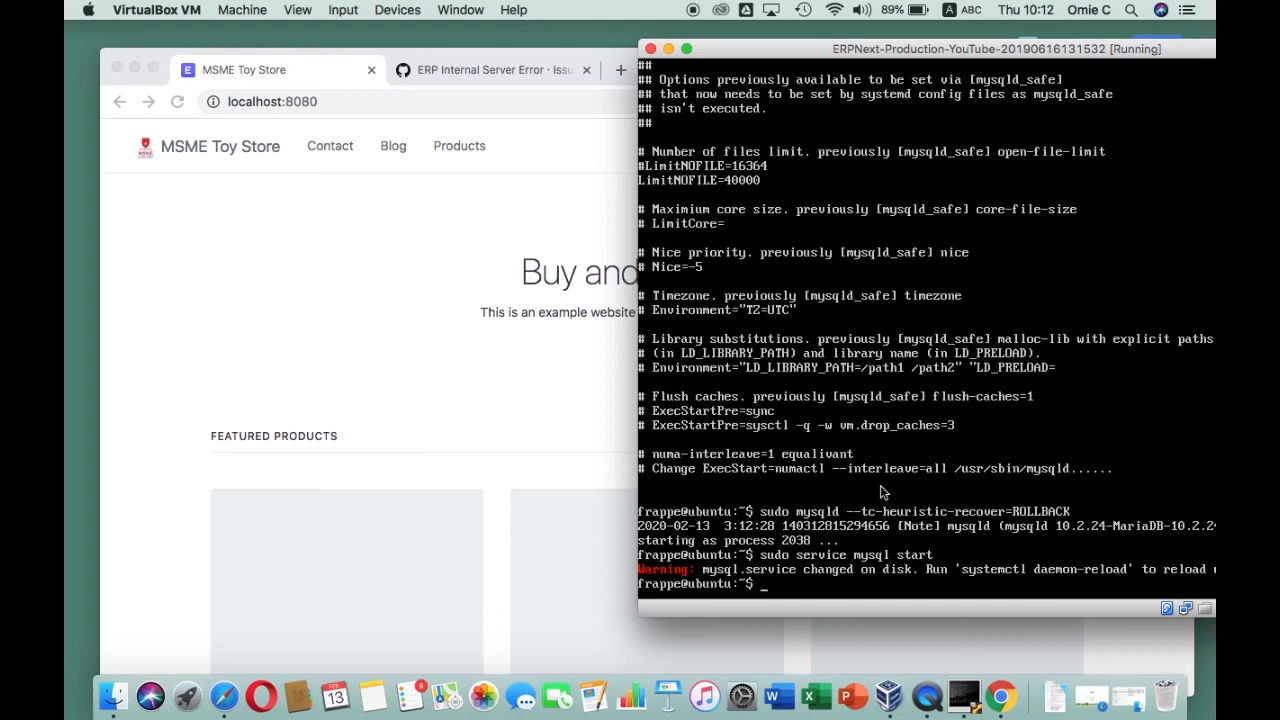 VirtualBox VM Machine View Input Devices Window Help 89% A ABC Thu 10:12 Omie C
ERPNext-Production-YouTube-20190616131532 [Running]
E MSME Toy Store ERP Internal Server Error · Issu
localhost:8080
MSME Toy Store Contact Blog Products
Buy and
This is an example website
FEATURED PRODUCTS
##
## Options previously available to be set via [mysqld_safe]
## that now needs to be set by systemd config files as mysqld_safe
## isn't executed.
##
# Number of files limit. previously [mysqld_safe] open-file-limit
#LimitNOFILE=16364
LimitNOFILE=40000
# Maximium core size. previously [mysqld_safe] core-file-size
# LimitCore=
# Nice priority. previously [mysqld_safe] nice
# Nice=-5
# Timezone. previously [mysqld_safe] timezone
# Environment="TZ=UTC"
# Library substitutions. previously [mysqld_safe] malloc-lib with explicit paths
# (in LD_LIBRARY_PATH) and library name (in LD_PRELOAD).
# Environment="LD_LIBRARY_PATH=/path1 /path2" "LD_PRELOAD=
# Flush caches. previously [mysqld_safe] flush-caches=1
# ExecStartPre=sync
# ExecStartPre=sysctl -q -w vm.drop_caches=3
# numa-interleave=1 equalivant
# Change ExecStart=numactl --interleave=all /usr/sbin/mysqld......
frappe@ubuntu:~$ sudo mysqld --tc-heuristic-recover=ROLLBACK
2020-02-13 3:12:28 140312815294656 [Note] mysqld (mysqld 10.2.24-MariaDB-10.2.24
starting as process 2038 ...
frappe@ubuntu:~$ sudo service mysql start
Warning: mysql.service changed on disk. Run 'systemctl daemon-reload' to reload
frappe@ubuntu:~$ _
FEB
13
9
W X P